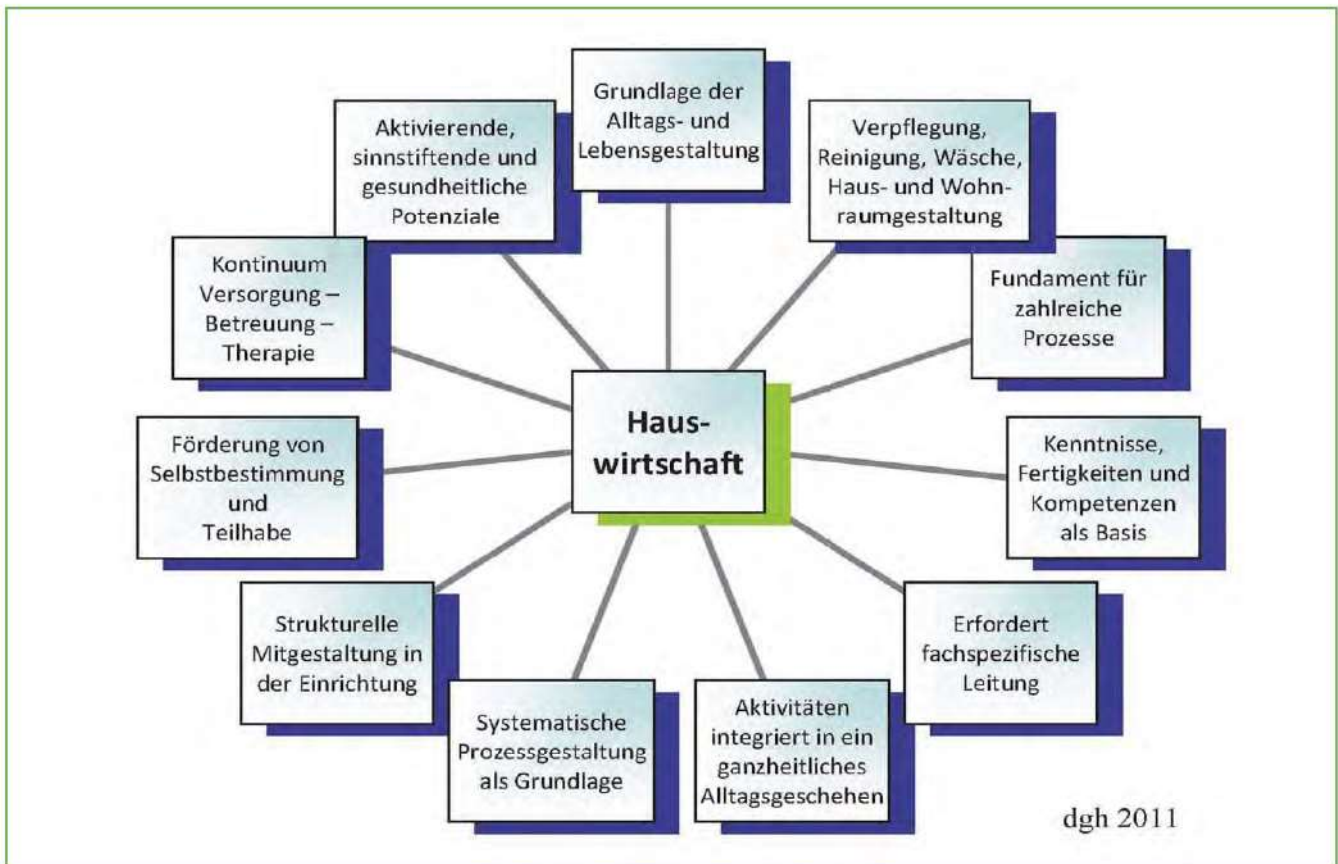 Grundlage der
Alltags- und
Lebensgestaltung
Verpflegung,
Reinigung, Wäsche,
Haus- und Wohn-
raumgestaltung
Fundament für
zahlreiche
Prozesse
Kenntnisse,
Fertigkeiten und
Kompetenzen
als Basis
Erfordert
fachspezifische
Leitung
Aktivitäten
integriert in ein
ganzheitliches
Alltagsgeschehen
Systematische
Prozessgestaltung
als Grundlage
Strukturelle
Mitgestaltung in
der Einrichtung
Förderung von
Selbstbestimmung
und
Teilhabe
Kontinuum
Versorgung –
Betreuung –
Therapie
Aktivierende,
sinnstiftende und
gesundheitliche
Potenziale
Haus-
wirtschaft
dgh 2011